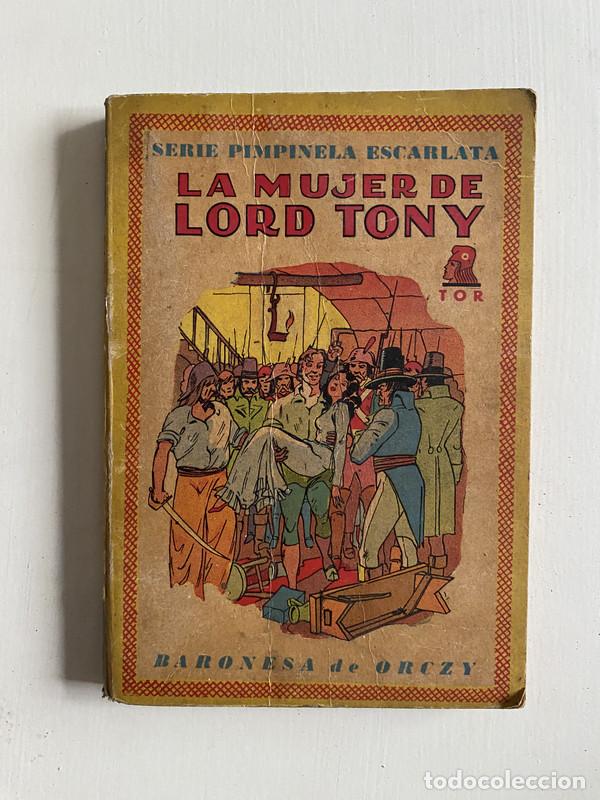 SERIE PIMPINELA ESCARLATA
LA MUJER DE
LORD TONY
TOR
BARONESA de ORCZY
todocoleccion